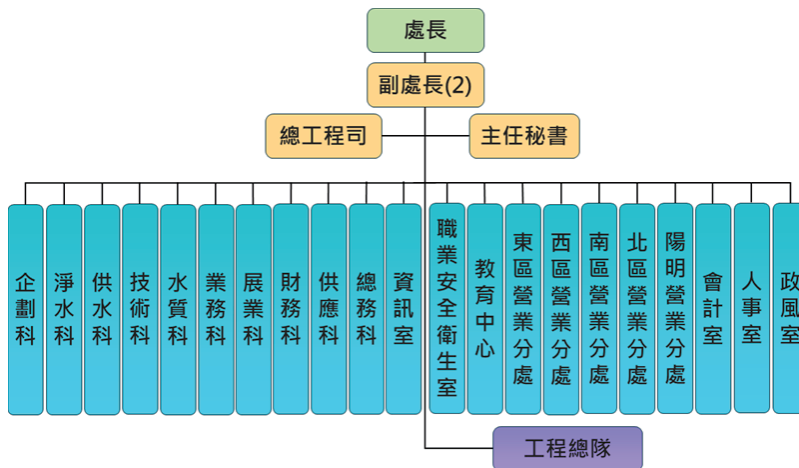 處長
副處長(2)
總工程司
主任秘書
企劃科
淨水科
供水科
技術科
水質科
業務科
展業科
財務科
供應科
總務科
資訊室
職業安全衛生室
教育中心
東區營業分處
西區營業分處
南區營業分處
北區營業分處
陽明營業分處
會計室
人事室
政風室
工程總隊